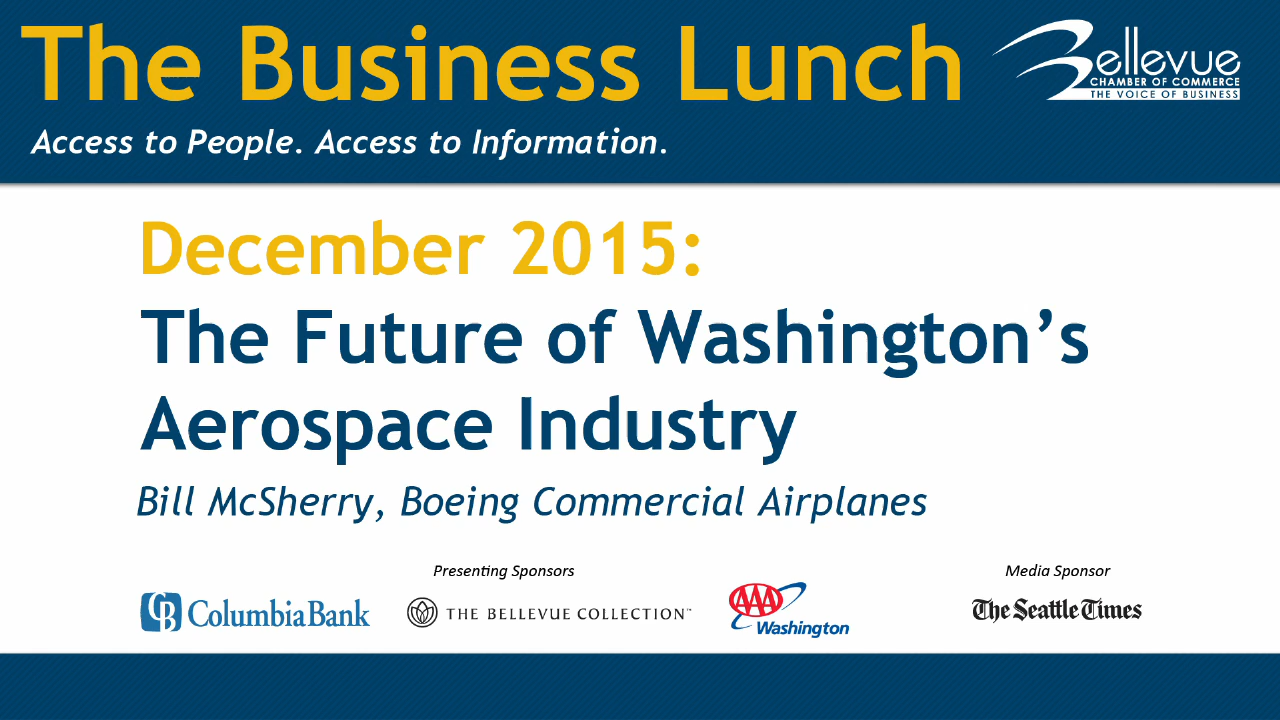 The Business Lunch
Bellevue
CHAMBER OF COMMERCE
THE VOICE OF BUSINESS
Access to People. Access to Information.
December 2015:
The Future of Washington’s
Aerospace Industry
Bill McSherry, Boeing Commercial Airplanes
Presenting Sponsors
Media Sponsor
CB Columbia Bank
THE BELLEVUE COLLECTION™
AAA
Washington
The Seattle Times